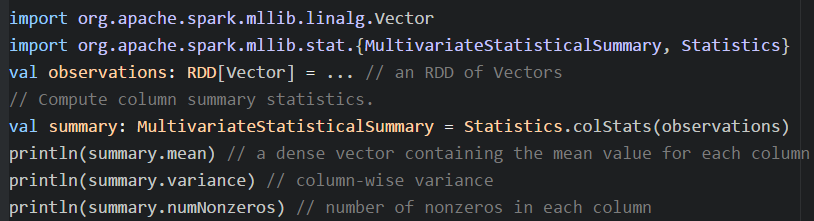 import org.apache.spark.mllib.linalg.Vector
import org.apache.spark.mllib.stat.{MultivariateStatisticalSummary, Statistics}
val observations: RDD[Vector] = ... // an RDD of Vectors
// Compute column summary statistics.
val summary: MultivariateStatisticalSummary = Statistics.colStats(observations)
println(summary.mean) // a dense vector containing the mean value for each column
println(summary.variance) // column-wise variance
println(summary.numNonzeros) // number of nonzeros in each column